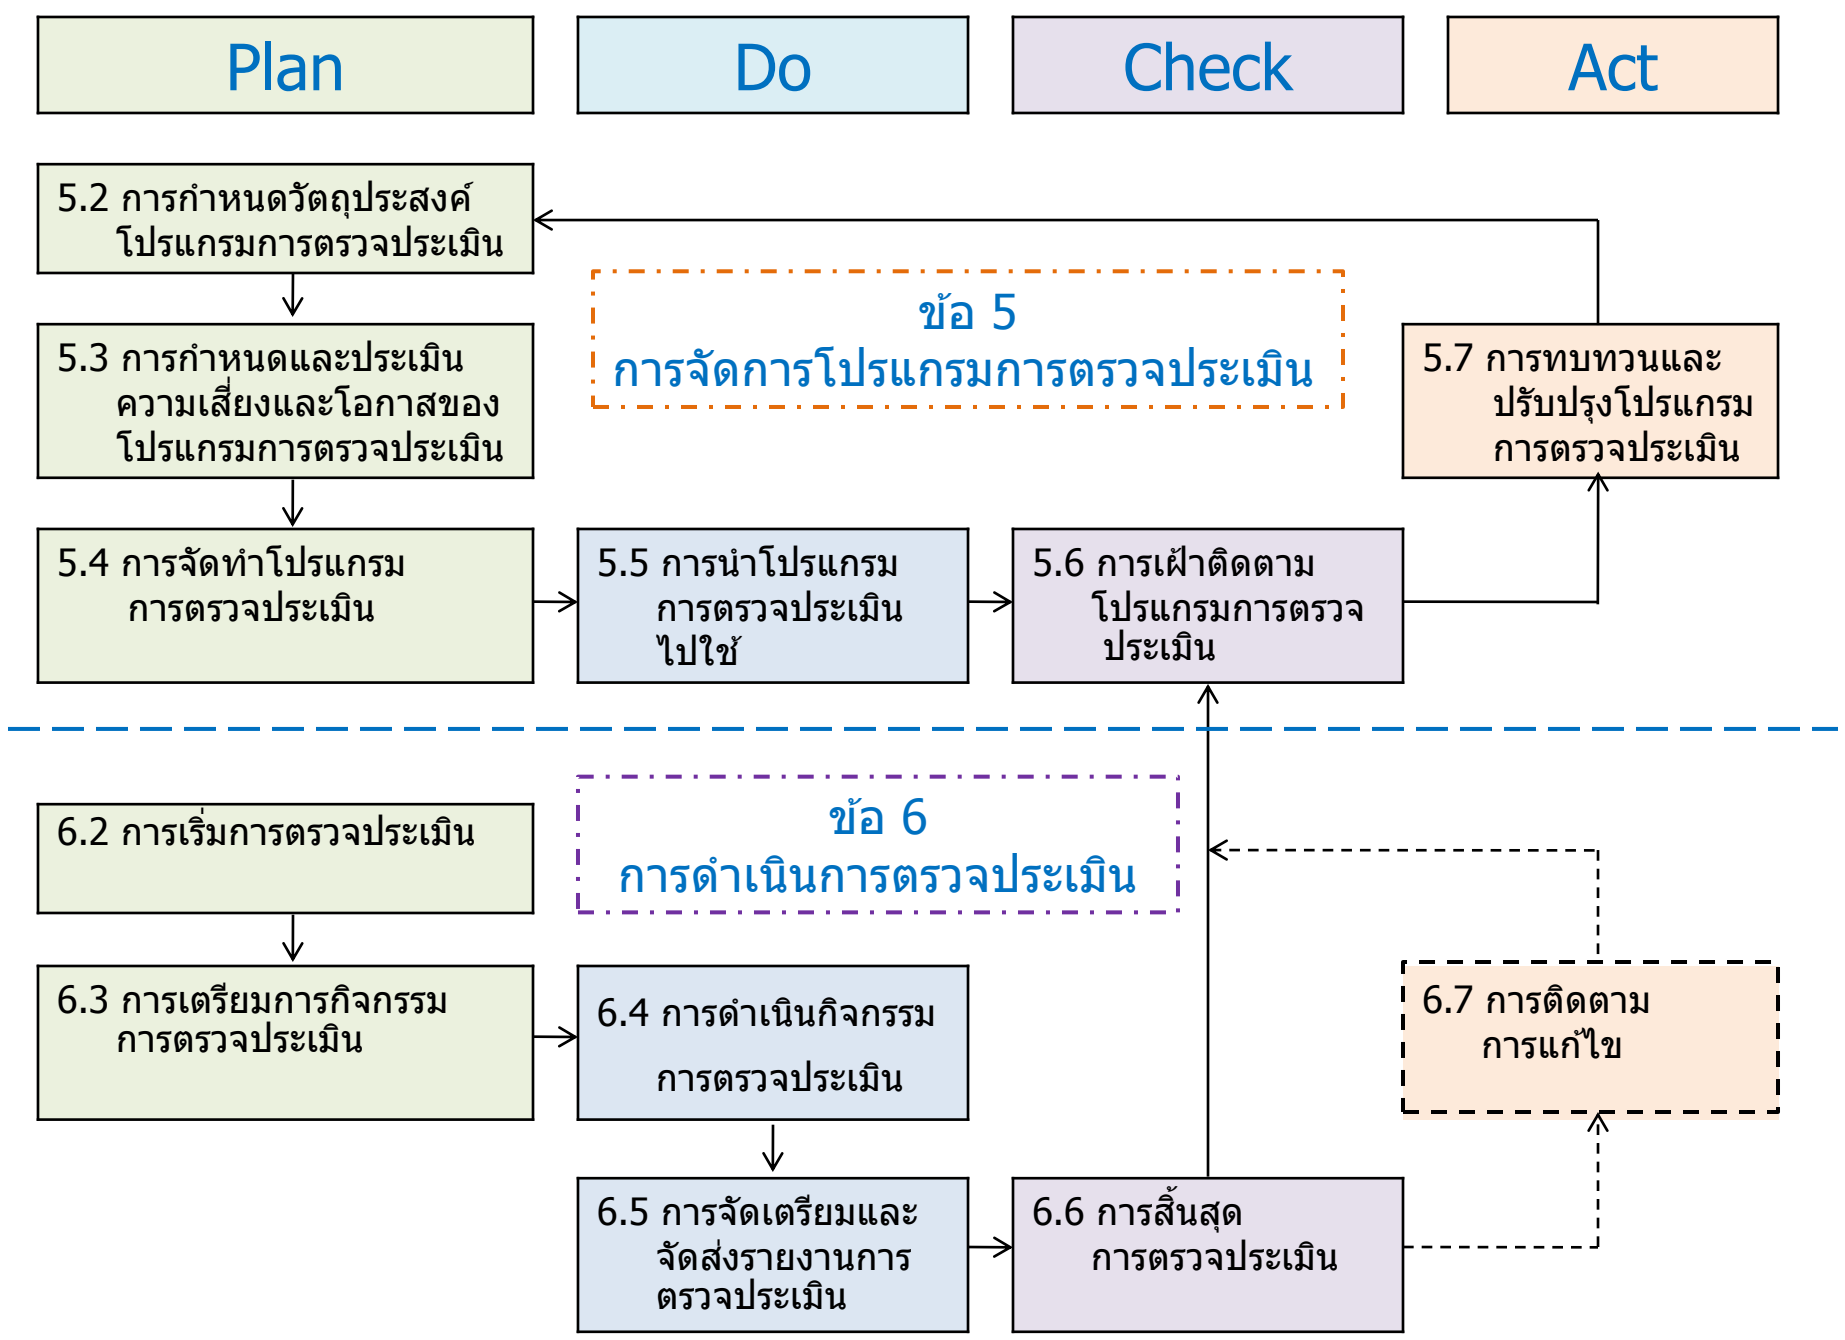 Plan
Do
Check
Act
5.2 การกำหนดวัตถุประสงค์
โปรแกรมการตรวจประเมิน
ข้อ 5
การจัดการโปรแกรมการตรวจประเมิน
5.3 การกำหนดและประเมิน
ความเสี่ยงและโอกาสของ
โปรแกรมการตรวจประเมิน
5.7 การทบทวนและ
ปรับปรุงโปรแกรม
การตรวจประเมิน
5.4 การจัดทำโปรแกรม
การตรวจประเมิน
5.5 การนำโปรแกรม
การตรวจประเมิน
ไปใช้
5.6 การเฝ้าติดตาม
โปรแกรมการตรวจ
ประเมิน
ข้อ 6
การดำเนินการตรวจประเมิน
6.2 การเริ่มการตรวจประเมิน
6.3 การเตรียมการกิจกรรม
การตรวจประเมิน
6.4 การดำเนินกิจกรรม
การตรวจประเมิน
6.7 การติดตาม
การแก้ไข
6.5 การจัดเตรียมและ
จัดส่งรายงานการ
ตรวจประเมิน
6.6 การสิ้นสุด
การตรวจประเมิน